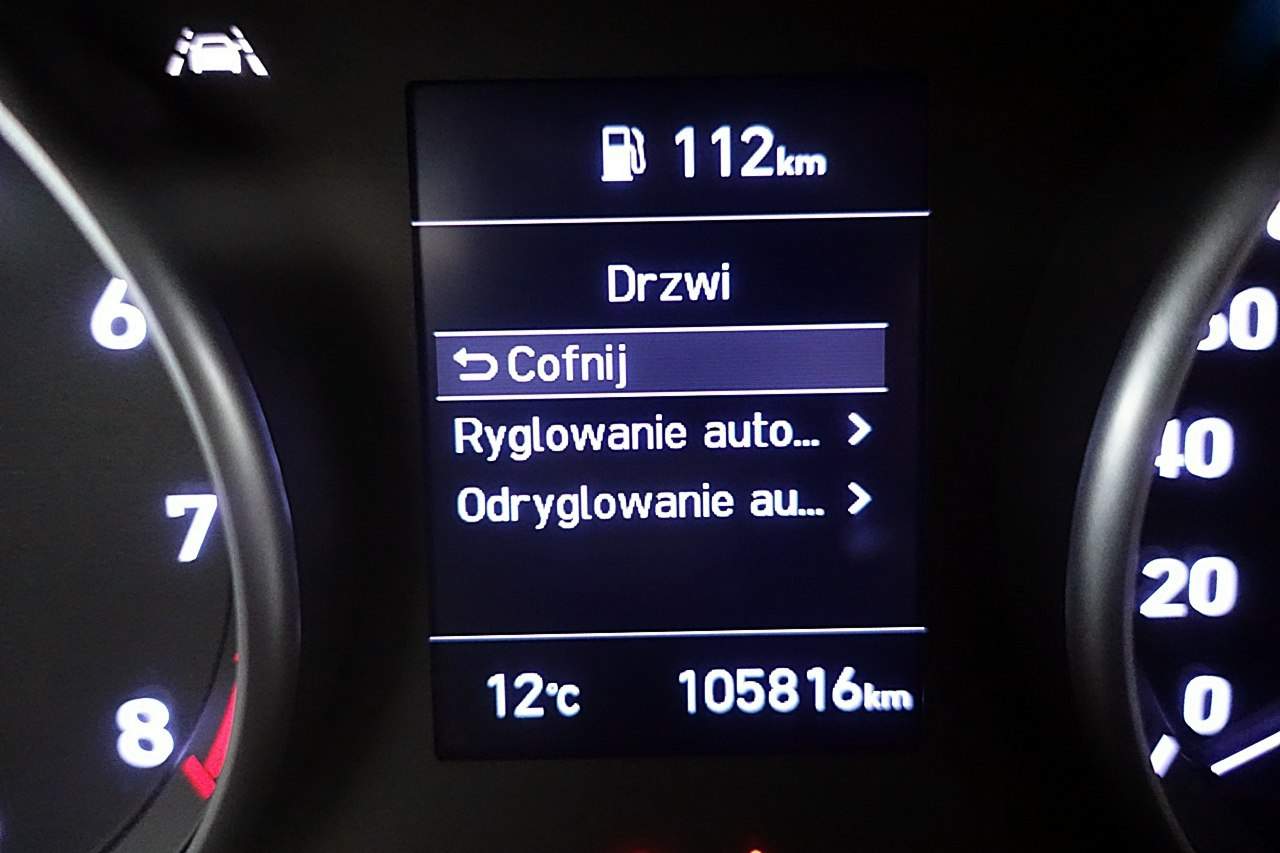 112km
Drzwi
Cofnij
Ryglowanie auto...
Odryglowanie au...
12°C 105816km
6
7
8
40
20
0